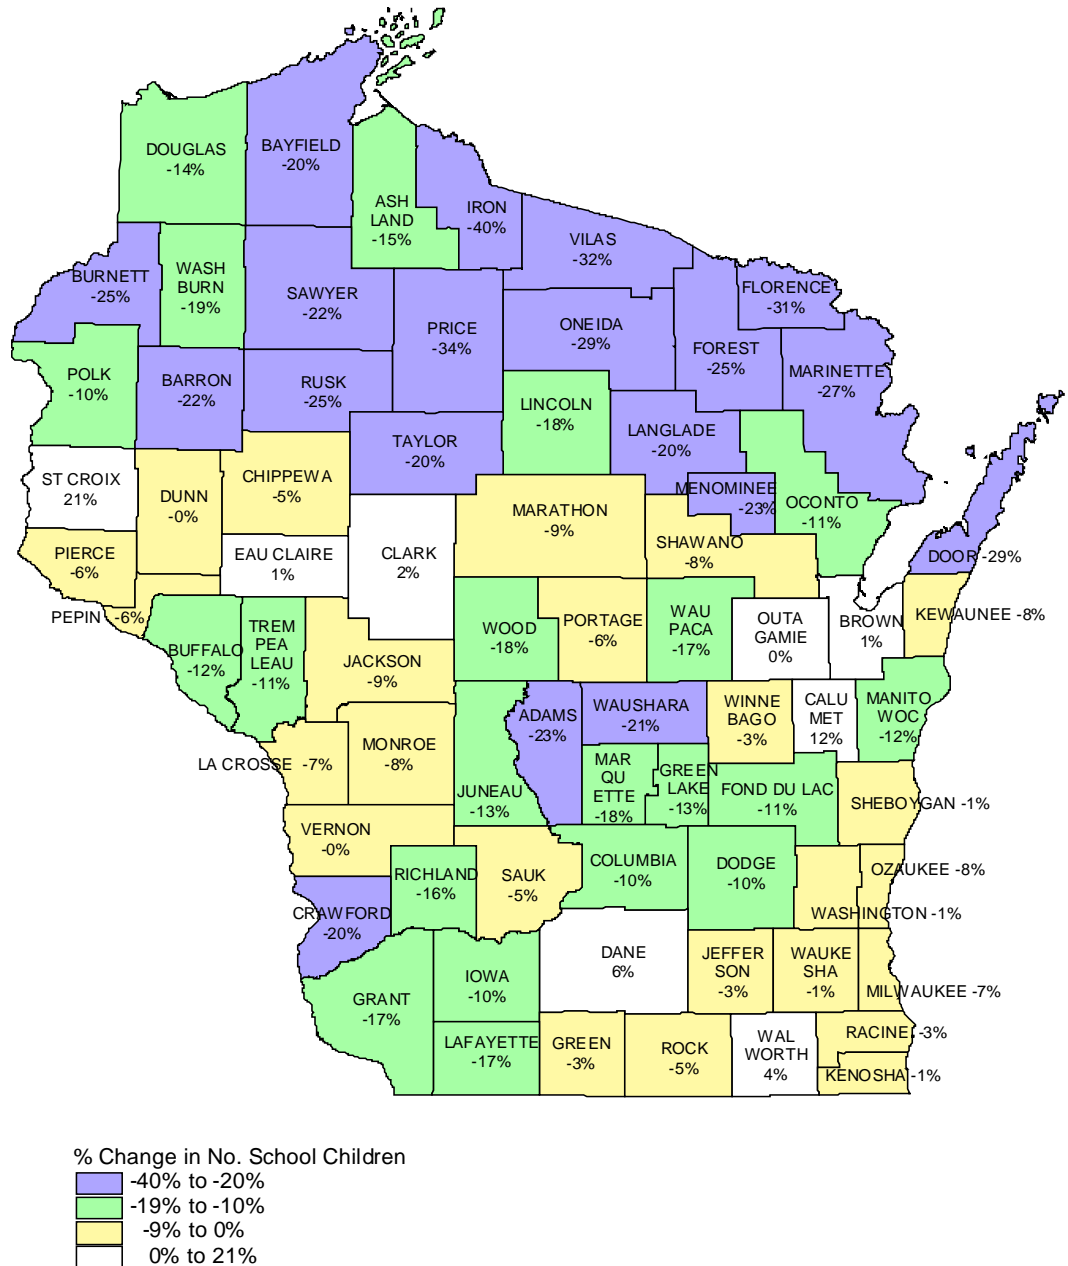 DOUGLAS
-14%
BAYFIELD
-20%
ASH
LAND
-15%
IRON
-40%
VILAS
-32%
BURNETT
-25%
WASH
BURN
-19%
SAWYER
-22%
PRICE
-34%
ONEIDA
-29%
FLORENCE
-31%
FOREST
-25%
MARINETTE
-27%
POLK
-10%
BARRON
-22%
RUSK
-25%
LINCOLN
-18%
TAYLOR
-20%
LANGLADE
-20%
ST CROIX
21%
DUNN
-0%
CHIPPEWA
-5%
MARATHON
-9%
MENOMINEE
-23%
OCONTO
-11%
PIERCE
-6%
EAU CLAIRE
1%
CLARK
2%
SHAWANO
-8%
DOOR -29%
PEPIN -6%
BUFFALO
-12%
TREM
PEA
LEAU
-11%
JACKSON
-9%
WOOD
-18%
PORTAGE
-6%
WAU
PACA
-17%
OUTA
GAMIE
0%
BROWN
1%
KEWAUNEE -8%
LA CROSSE -7%
MONROE
-8%
JUNEAU
-13%
ADAMS
-23%
WAUSHARA
-21%
WINNE
BAGO
-3%
CALU
MET
12%
MANITO
WOC
-12%
MAR
QU
ETTE
-18%
GREEN
LAKE
-13%
FOND DU LAC
-11%
SHEBOYGAN -1%
VERNON
-0%
RICHLAND
-16%
SAUK
-5%
COLUMBIA
-10%
DODGE
-10%
OZAUKEE -8%
WASHINGTON -1%
CRAWFORD
-20%
GRANT
-17%
IOWA
-10%
DANE
6%
JEFFER
SON
-3%
WAUKE
SHA
-1%
MILWAUKEE -7%
LAFAYETTE
-17%
GREEN
-3%
ROCK
-5%
WAL
WORTH
4%
RACINE -3%
KENOSHA -1%
% Change in No. School Children
-40% to -20%
-19% to -10%
-9% to 0%
0% to 21%